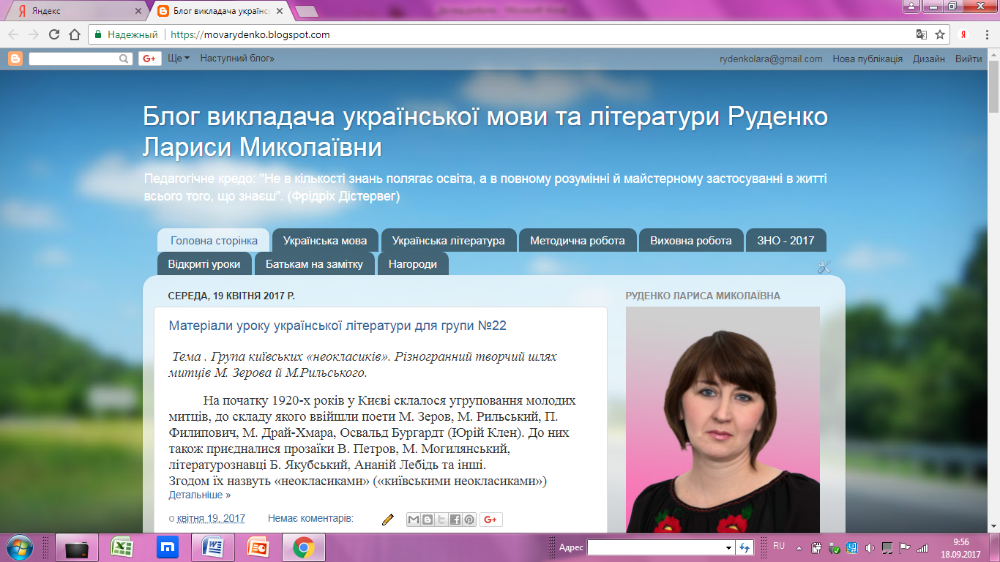 Яндекс
Блог викладача українсь
Надежный
https://movarydenko.blogspot.com
G+ Ще Наступний блог»
rydenkolara@gmail.com Нова публікація Дизайн Вийти
Блог викладача української мови та літератури Руденко
Лариси Миколаївни
Педагогічне кредо: "Не в кількості знань полягає освіта, а в повному розумінні й майстерному застосуванні в житті
всього того, що знаєш". (Фрідріх Дістервег)
Головна сторінка Українська мова Українська література Методична робота Виховна робота ЗНО - 2017
Відкриті уроки Батькам на замітку Нагороди
СЕРЕДА, 19 КВІТНЯ 2017 Р.
Матеріали уроку української літератури для групи №22
Тема . Група київських «неокласиків». Різногранний творчий шлях
митців М. Зерова й М.Рильського.
На початку 1920-х років у Києві склалося угруповання молодих
митців, до складу якого ввійшли поети М. Зеров, М. Рильський, П.
Филипович, М. Драй-Хмара, Освальд Бургардт (Юрій Клен). До них
також приєдналися прозаїки В. Петров, М. Могилянський,
літературознавці Б. Якубський, Ананій Лебідь та інші.
Згодом їх назвуть «неокласиками» («київськими неокласиками»)
Детальніше »
о квітня 19, 2017 Немає коментарів:
G+
РУДЕНКО ЛАРИСА МИКОЛАЇВНА
Адрес
RU
9:56
18.09.2017